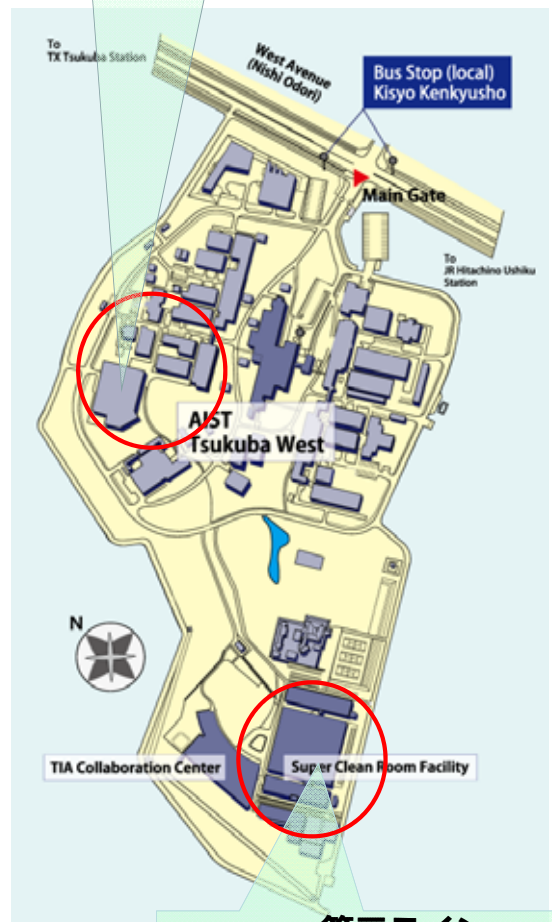 To
TX Tsukuba Station
West Avenue
(Nishi Odori)
Bus Stop (local)
Kisyo Kenkyusho
Main Gate
To
JR Hitachino Ushiku
Station
AIST
Tsukuba West
N
TIA Collaboration Center
Super Clean Room Facility